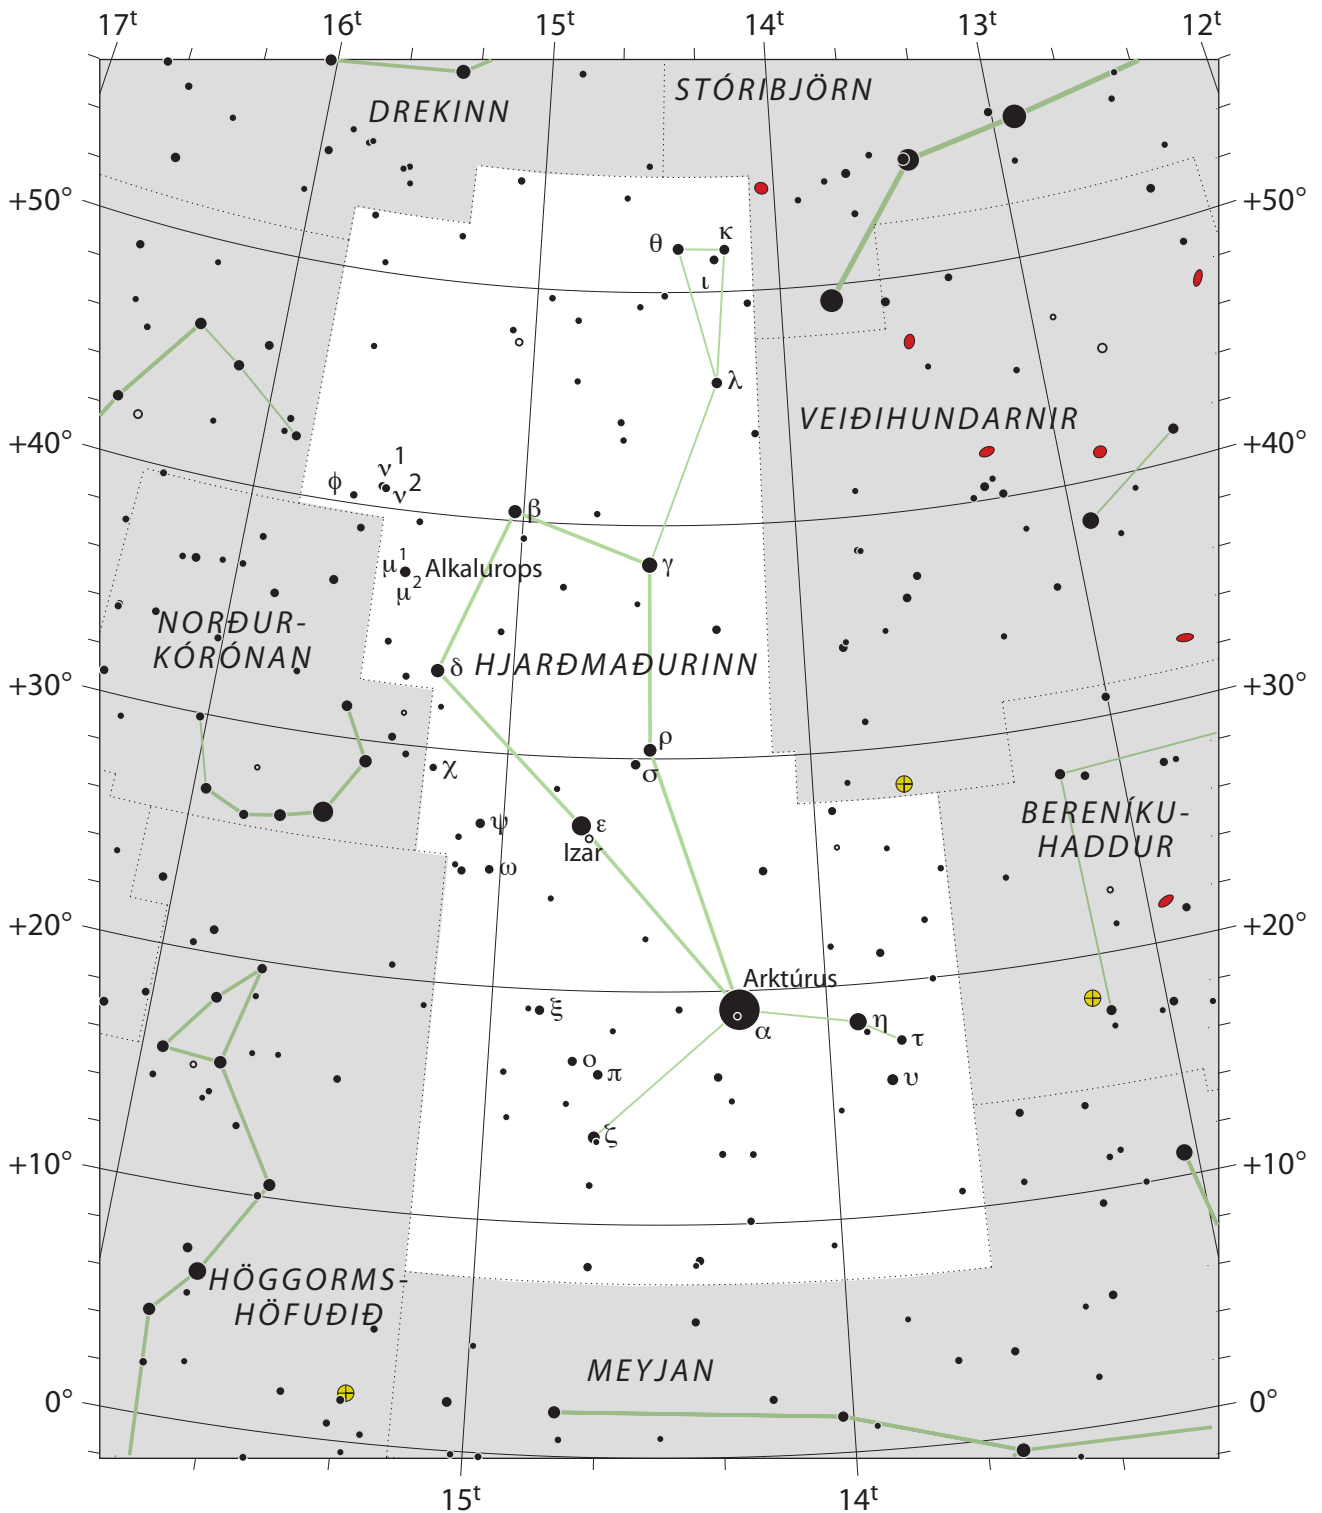 17ᵗ 16ᵗ 15ᵗ 14ᵗ 13ᵗ 12ᵗ
STÓRIBJÖRN
DREKINN
+50° +50°
θ κ
ι
λ
VEIÐIHUNDARNIR
+40° +40°
ν¹
φ ν²
β
μ¹ Alkalurops γ
μ²
NORÐUR-
KÓRÓNAN
δ HJARÐMAÐURINN
+30° +30°
ρ
χ σ
BERENÍKU-
HADDUR
ψ ε
Izar
ω
+20° +20°
Arktúrus
ξ α η τ
ο π υ
ζ
+10° +10°
HÖGGORMS-
HÖFUÐIÐ
MEYJAN
0° 0°
15ᵗ 14ᵗ